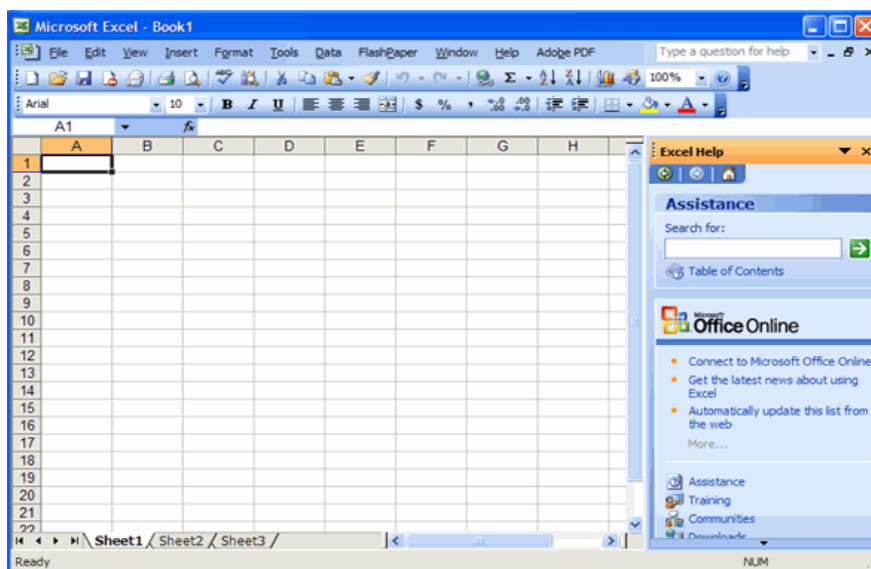 Microsoft Excel - Book1
File Edit View Insert Format Tools Data FlashPaper Window Help Adobe PDF Type a question for help
100%
Arial 10 B I U $ % ,
A1 fx
A B C D E F G H
1
2
3
4
5
6
7
8
9
10
11
12
13
14
15
16
17
18
19
20
21
22
Sheet1 Sheet2 Sheet3
Ready NUM
Excel Help
Assistance
Search for:
Table of Contents
Microsoft
Office Online
Connect to Microsoft Office Online
Get the latest news about using
Excel
Automatically update this list from
the web
More...
Assistance
Training
Communities
Downloads